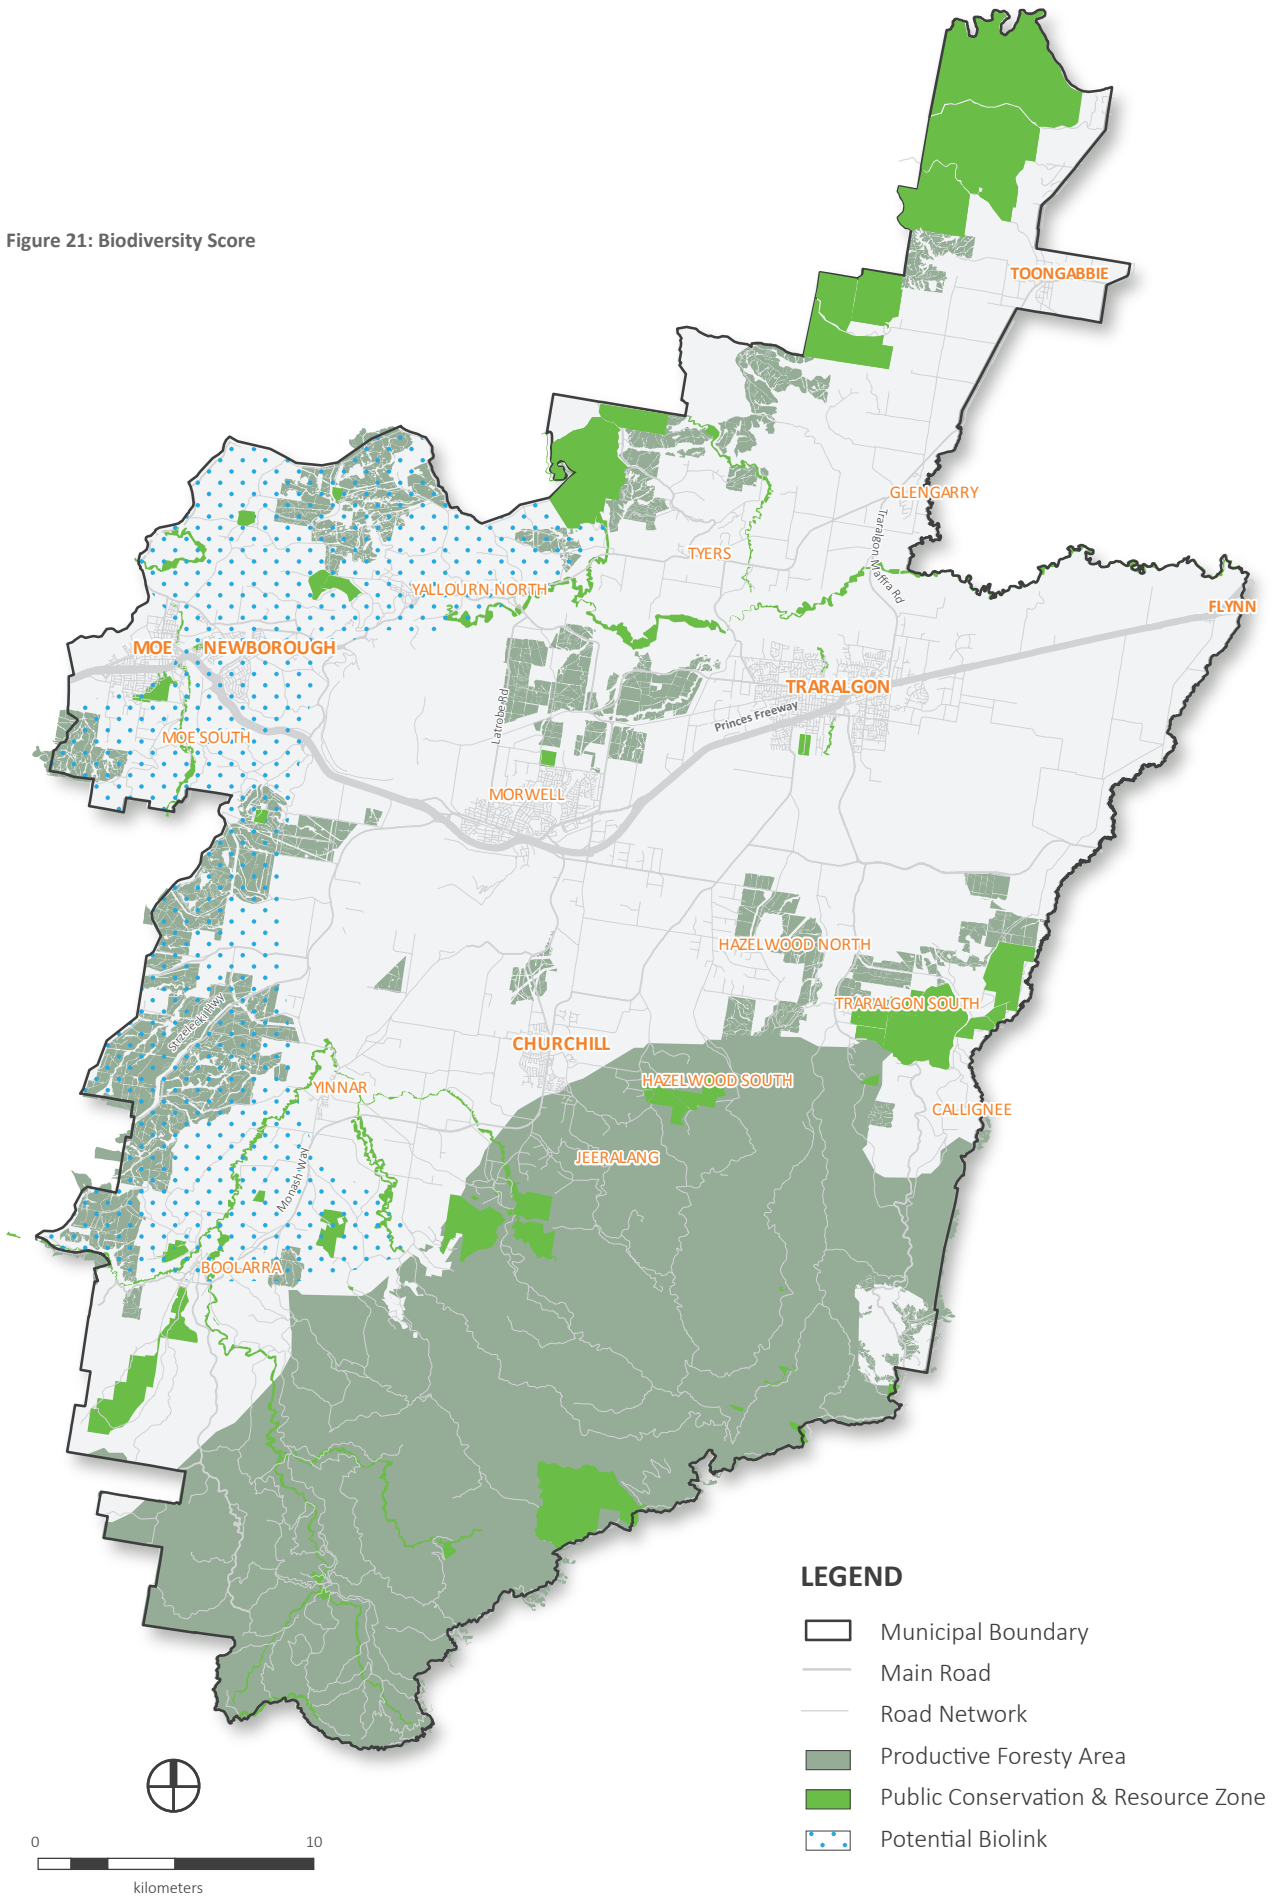 Figure 21: Biodiversity Score
TOONGABBIE
GLENGARRY
Traralgon Maffra Rd
TYERS
YALLOURN NORTH
FLYNN
MOE
NEWBOROUGH
TRARALGON
Latrobe Rd
Princes Freeway
MOE SOUTH
MORWELL
HAZELWOOD NORTH
TRARALGON SOUTH
Strzelecki Hwy
CHURCHILL
HAZELWOOD SOUTH
YINNAR
CALLIGNEE
JEERALANG
Monash Way
BOOLARRA
LEGEND
Municipal Boundary
Main Road
Road Network
Productive Foresty Area
Public Conservation & Resource Zone
Potential Biolink
0 10
kilometers